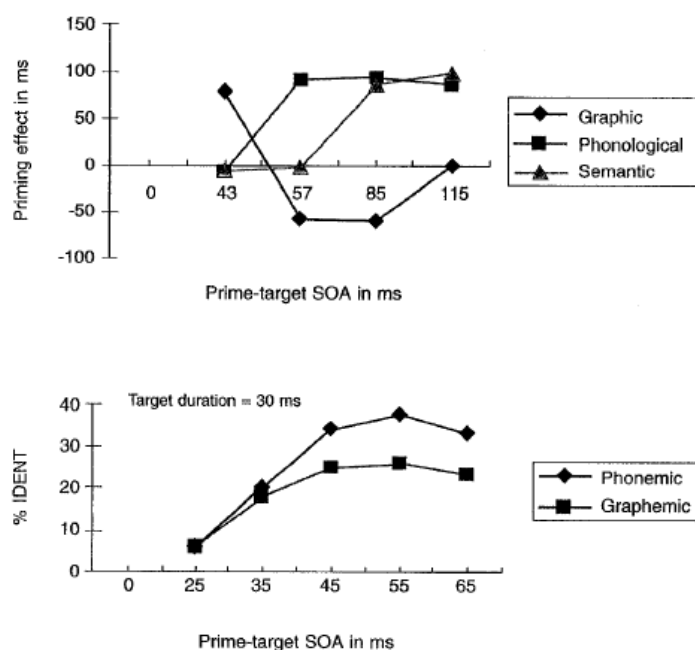 150
100
50
0
-50
-100
Priming effect in ms
0 43 57 85 115
Prime-target SOA in ms
Graphic
Phonological
Semantic
Target duration = 30 ms
40
30
20
10
0
% IDENT
0 25 35 45 55 65
Prime-target SOA in ms
Phonemic
Graphemic